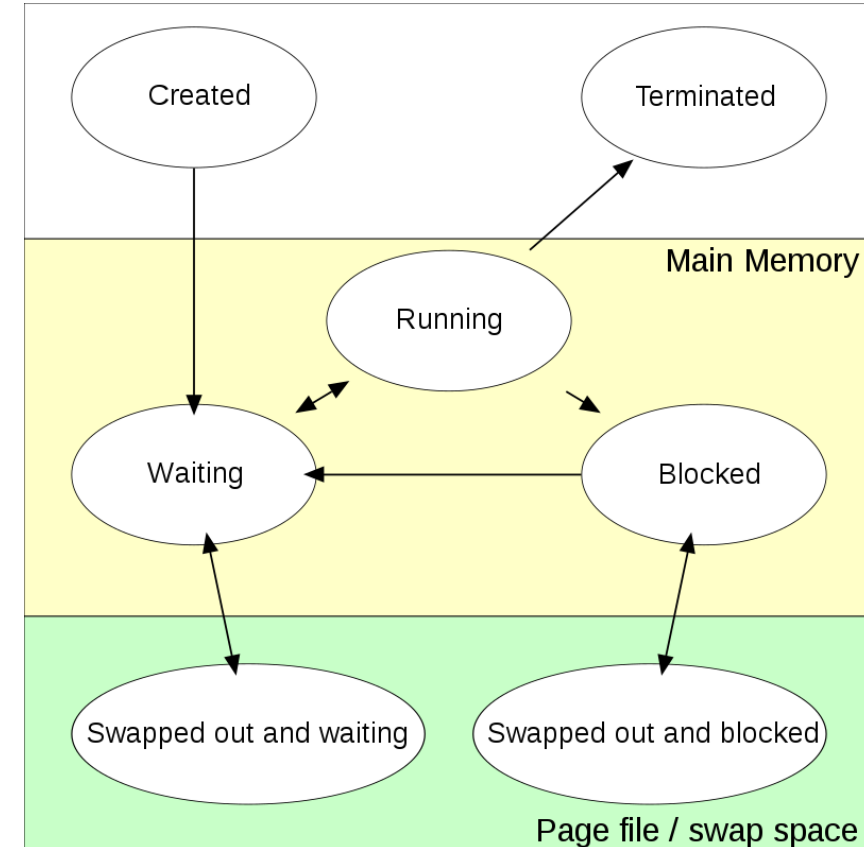 Created
Terminated
Main Memory
Running
Waiting
Blocked
Swapped out and waiting
Swapped out and blocked
Page file / swap space